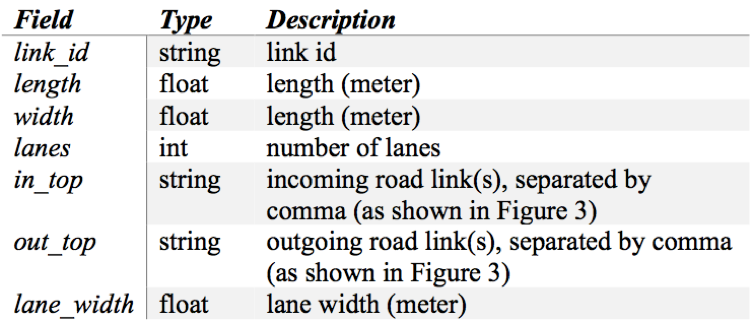 Field Type Description
link_id string link id
length float length (meter)
width float length (meter)
lanes int number of lanes
in_top string incoming road link(s), separated by
comma (as shown in Figure 3)
out_top string outgoing road link(s), separated by comma
(as shown in Figure 3)
lane_width float lane width (meter)